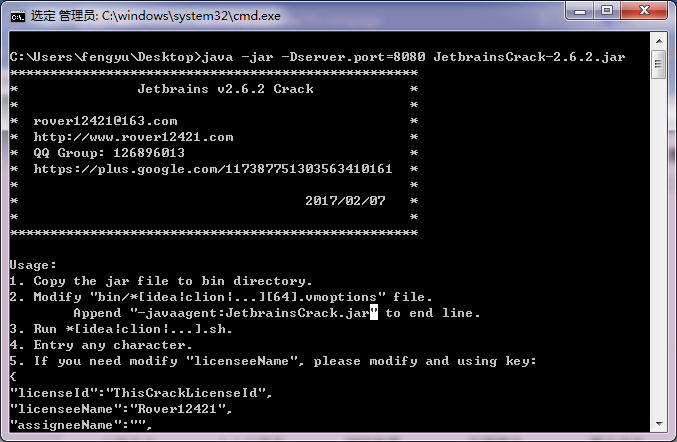 选定 管理员: C:\windows\system32\cmd.exe
C:\Users\fengyu\Desktop>java -jar -Dserver.port=8080 JetbrainsCrack-2.6.2.jar
****************************************************
* Jetbrains v2.6.2 Crack *
* *
* rover12421@163.com *
* http://www.rover12421.com *
* QQ Group: 126896013 *
* https://plus.google.com/117387751303563410161 *
* *
* 2017/02/07 *
* *
****************************************************
Usage:
1. Copy the jar file to bin directory.
2. Modify "bin/*[idea|clion|...][64].vmoptions" file.
Append "-javaagent:JetbrainsCrack.jar" to end line.
3. Run *[idea|clion|...].sh.
4. Entry any character.
5. If you need modify "licenseeName", please modify and using key:
{
"licenseId":"ThisCrackLicenseId",
"licenseeName":"Rover12421",
"assigneeName":"",